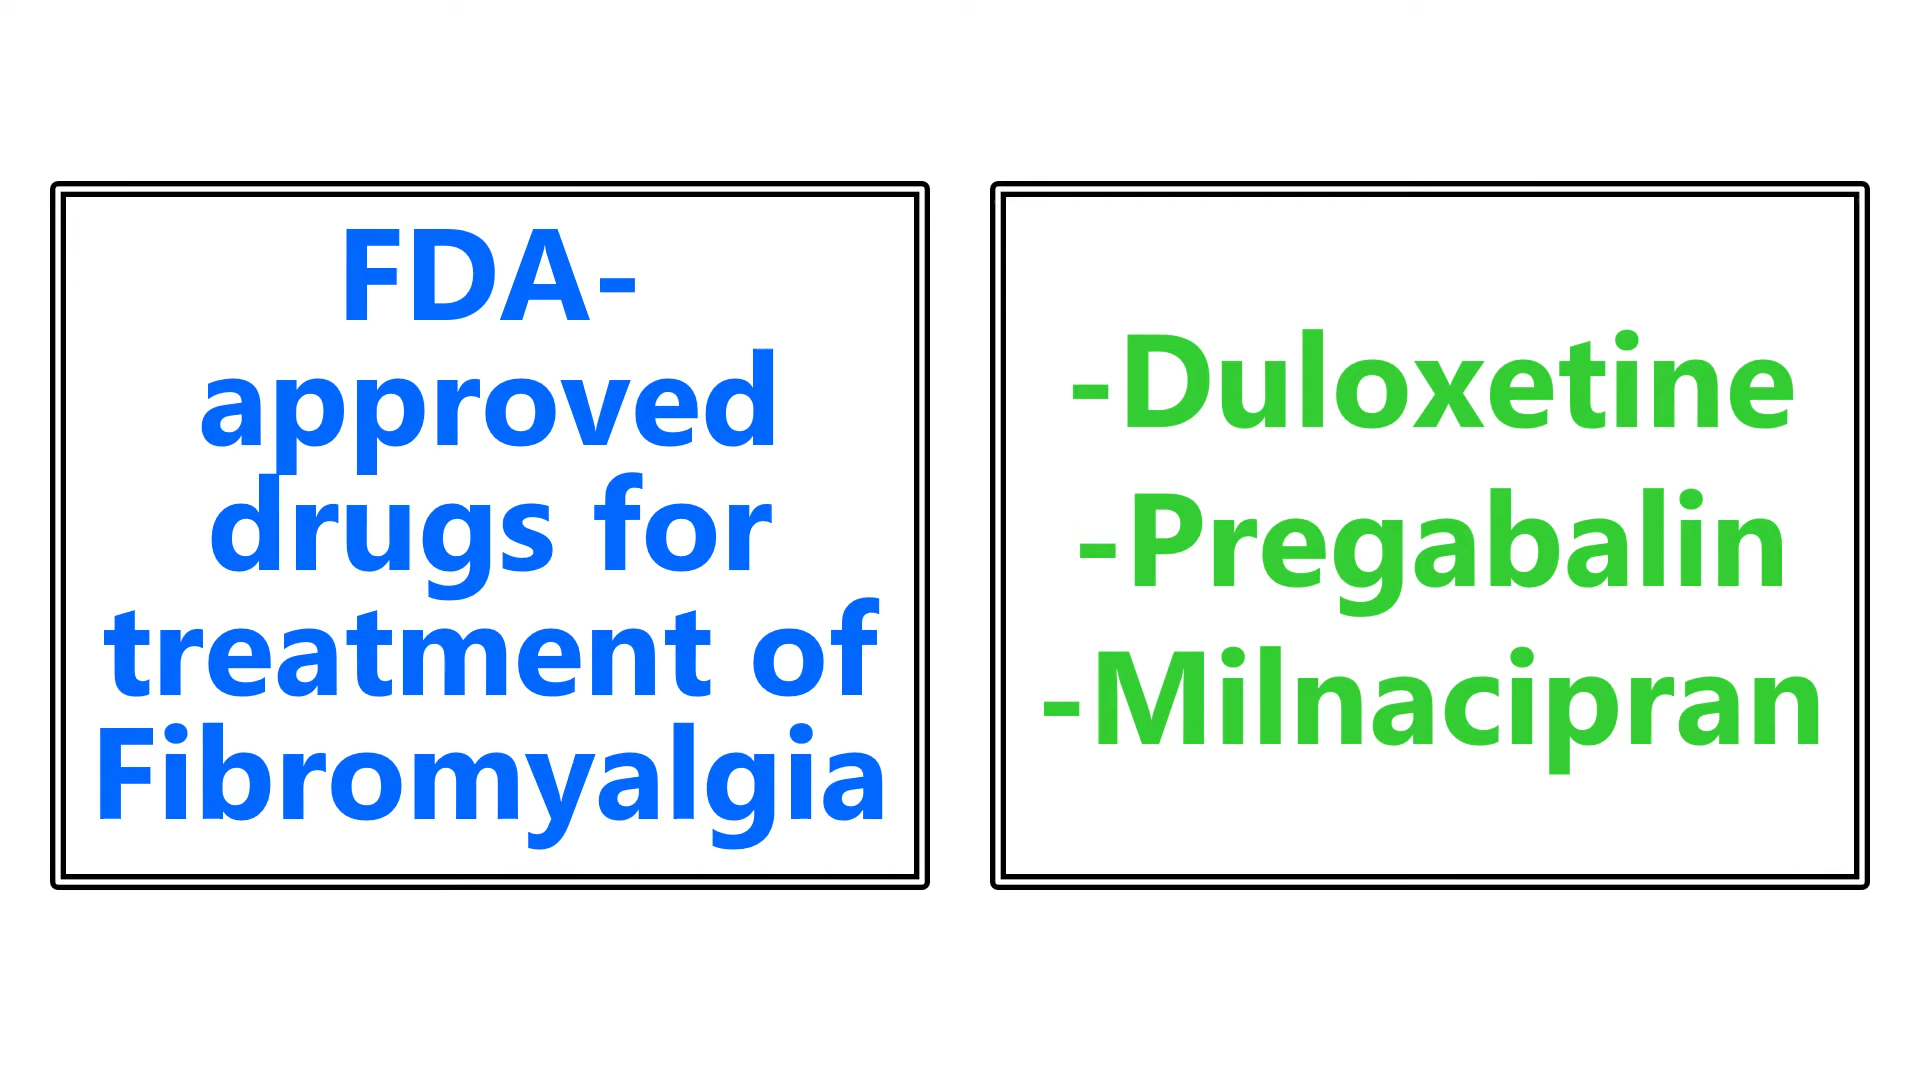 FDA-
approved
drugs for
treatment of
Fibromyalgia
-Duloxetine
-Pregabalin
-Milnacipran